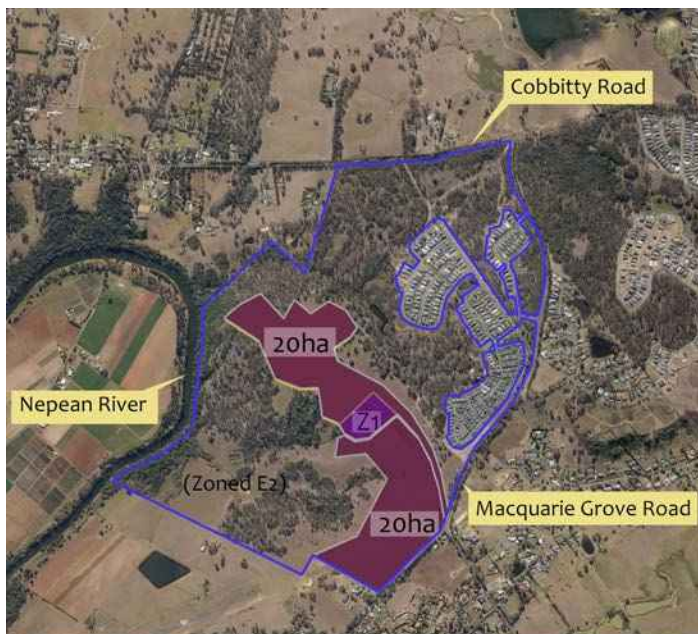 Cobbitty Road
20ha
Nepean River
Z1
(Zoned E2)
20ha
Macquarie Grove Road